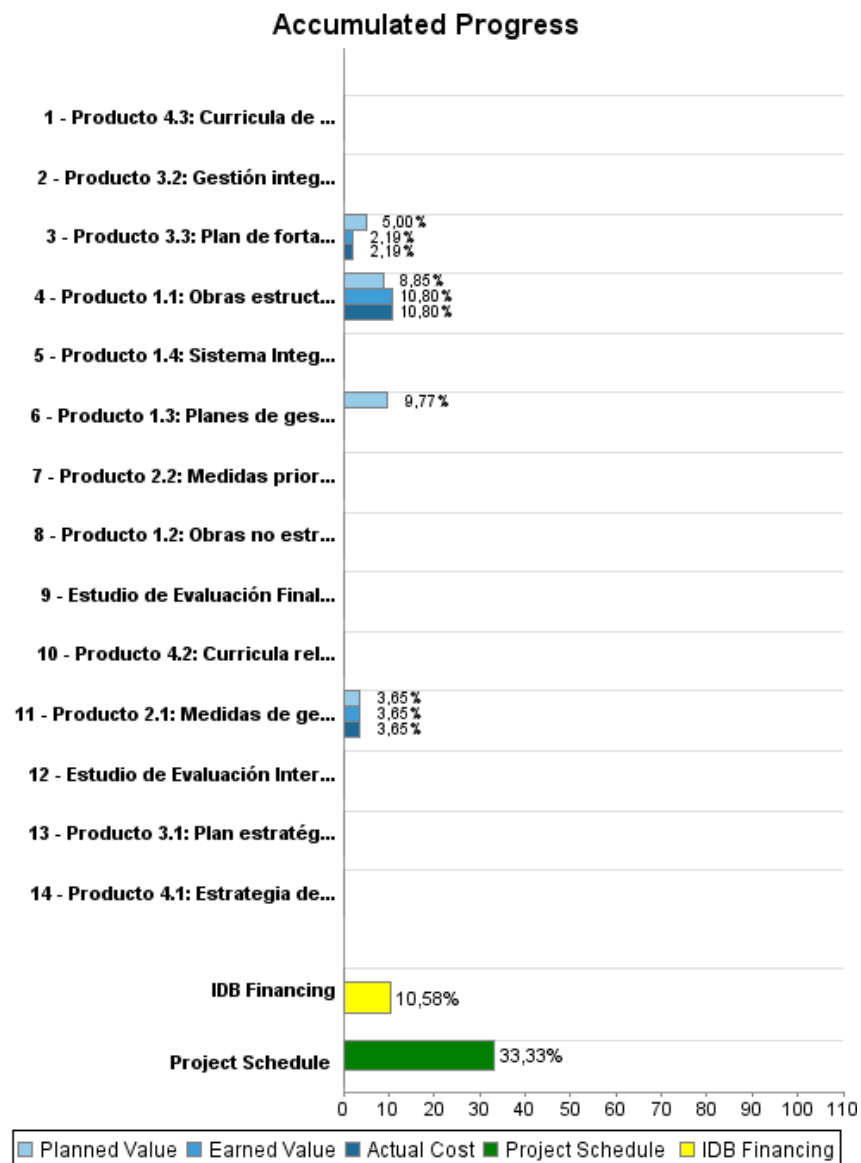 Accumulated Progress
1 - Producto 4.3: Curricula de ...
2 - Producto 3.2: Gestión integ...
5,00%
3 - Producto 3.3: Plan de forta...
2,19%
2,19%
8,85%
4 - Producto 1.1: Obras estruct...
10,80%
10,80%
5 - Producto 1.4: Sistema Integ...
9,77%
6 - Producto 1.3: Planes de ges...
7 - Producto 2.2: Medidas prior...
8 - Producto 1.2: Obras no estr...
9 - Estudio de Evaluación Final...
10 - Producto 4.2: Curricula rel...
3,65%
11 - Producto 2.1: Medidas de ge...
3,65%
3,65%
12 - Estudio de Evaluación Inter...
13 - Producto 3.1: Plan estratég...
14 - Producto 4.1: Estrategia de...
IDB Financing
10,58%
Project Schedule
33,33%
0 10 20 30 40 50 60 70 80 90 100 110
Planned Value Earned Value Actual Cost Project Schedule IDB Financing